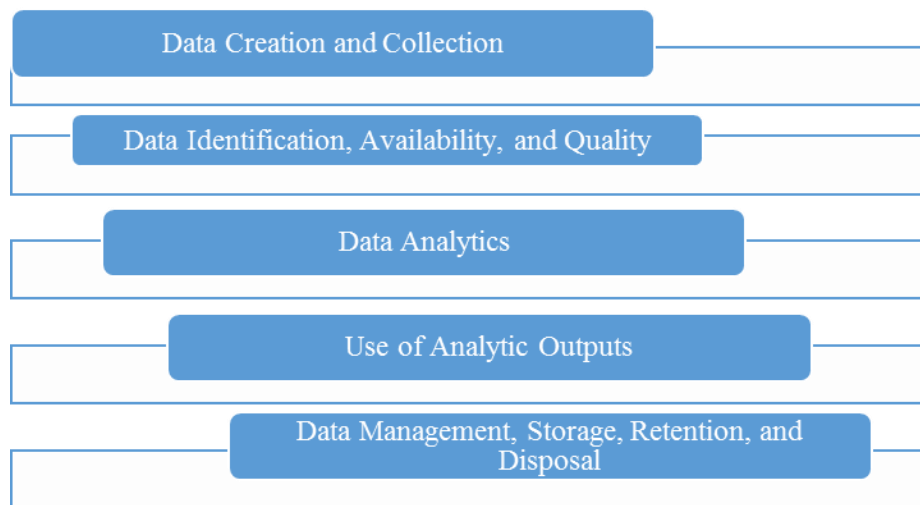 Data Creation and Collection
Data Identification, Availability, and Quality
Data Analytics
Use of Analytic Outputs
Data Management, Storage, Retention, and
Disposal